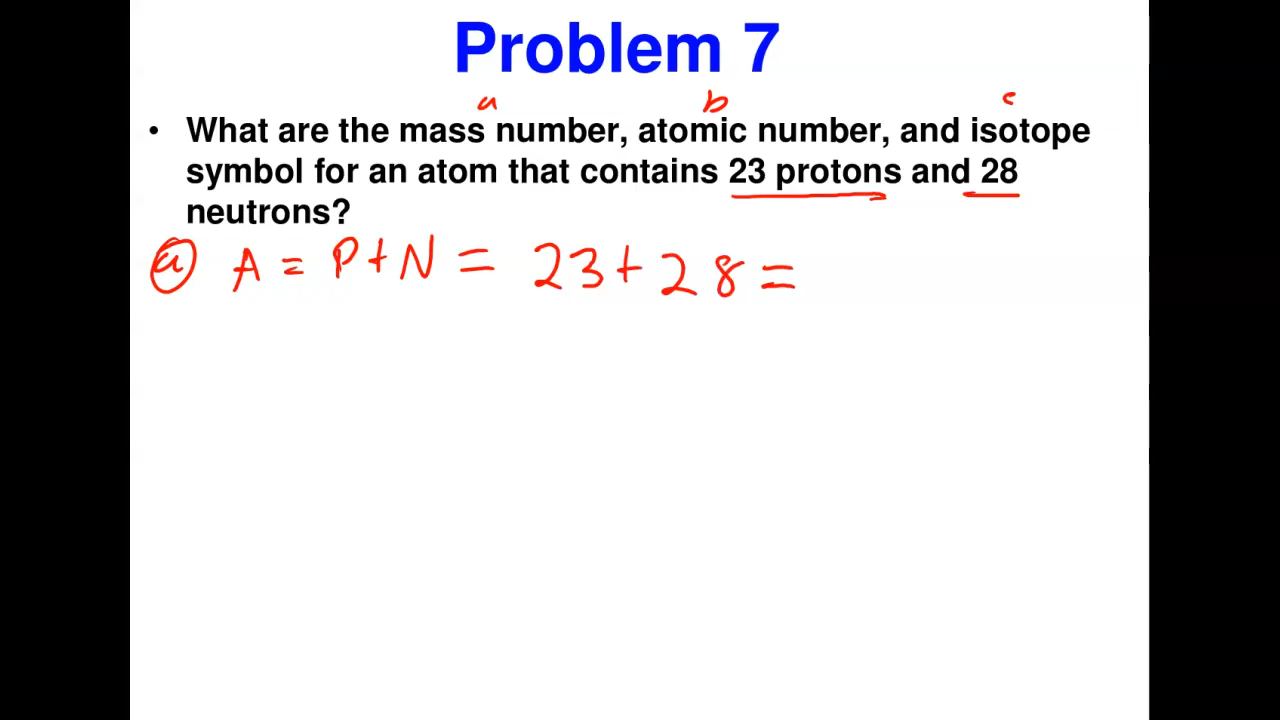 Problem 7
a b c
• What are the mass number, atomic number, and isotope
symbol for an atom that contains 23 protons and 28
neutrons?
a A = P + N = 23 + 28 =